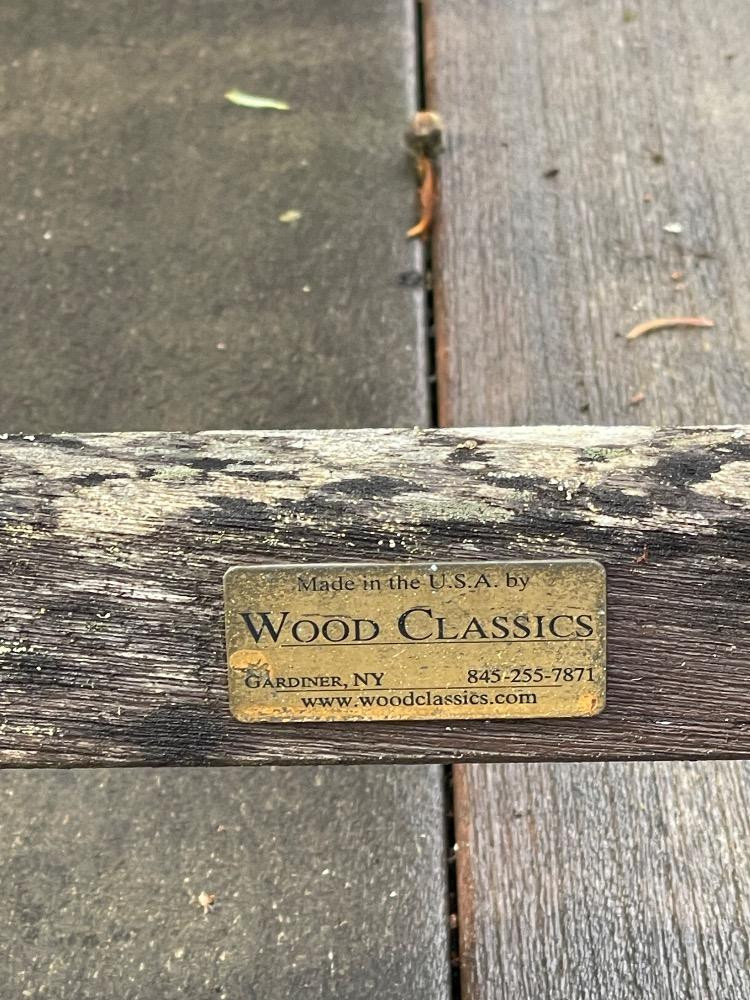 Made in the U.S.A. by
WOOD CLASSICS
GARDINER, NY 845-255-7871
www.woodclassics.com